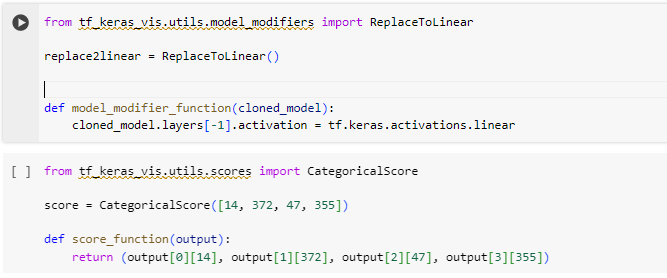 from tf_keras_vis.utils.model_modifiers import ReplaceToLinear
replace2linear = ReplaceToLinear()
def model_modifier_function(cloned_model):
    cloned_model.layers[-1].activation = tf.keras.activations.linear
[ ] from tf_keras_vis.utils.scores import CategoricalScore
score = CategoricalScore([14, 372, 47, 355])
def score_function(output):
    return (output[0][14], output[1][372], output[2][47], output[3][355])